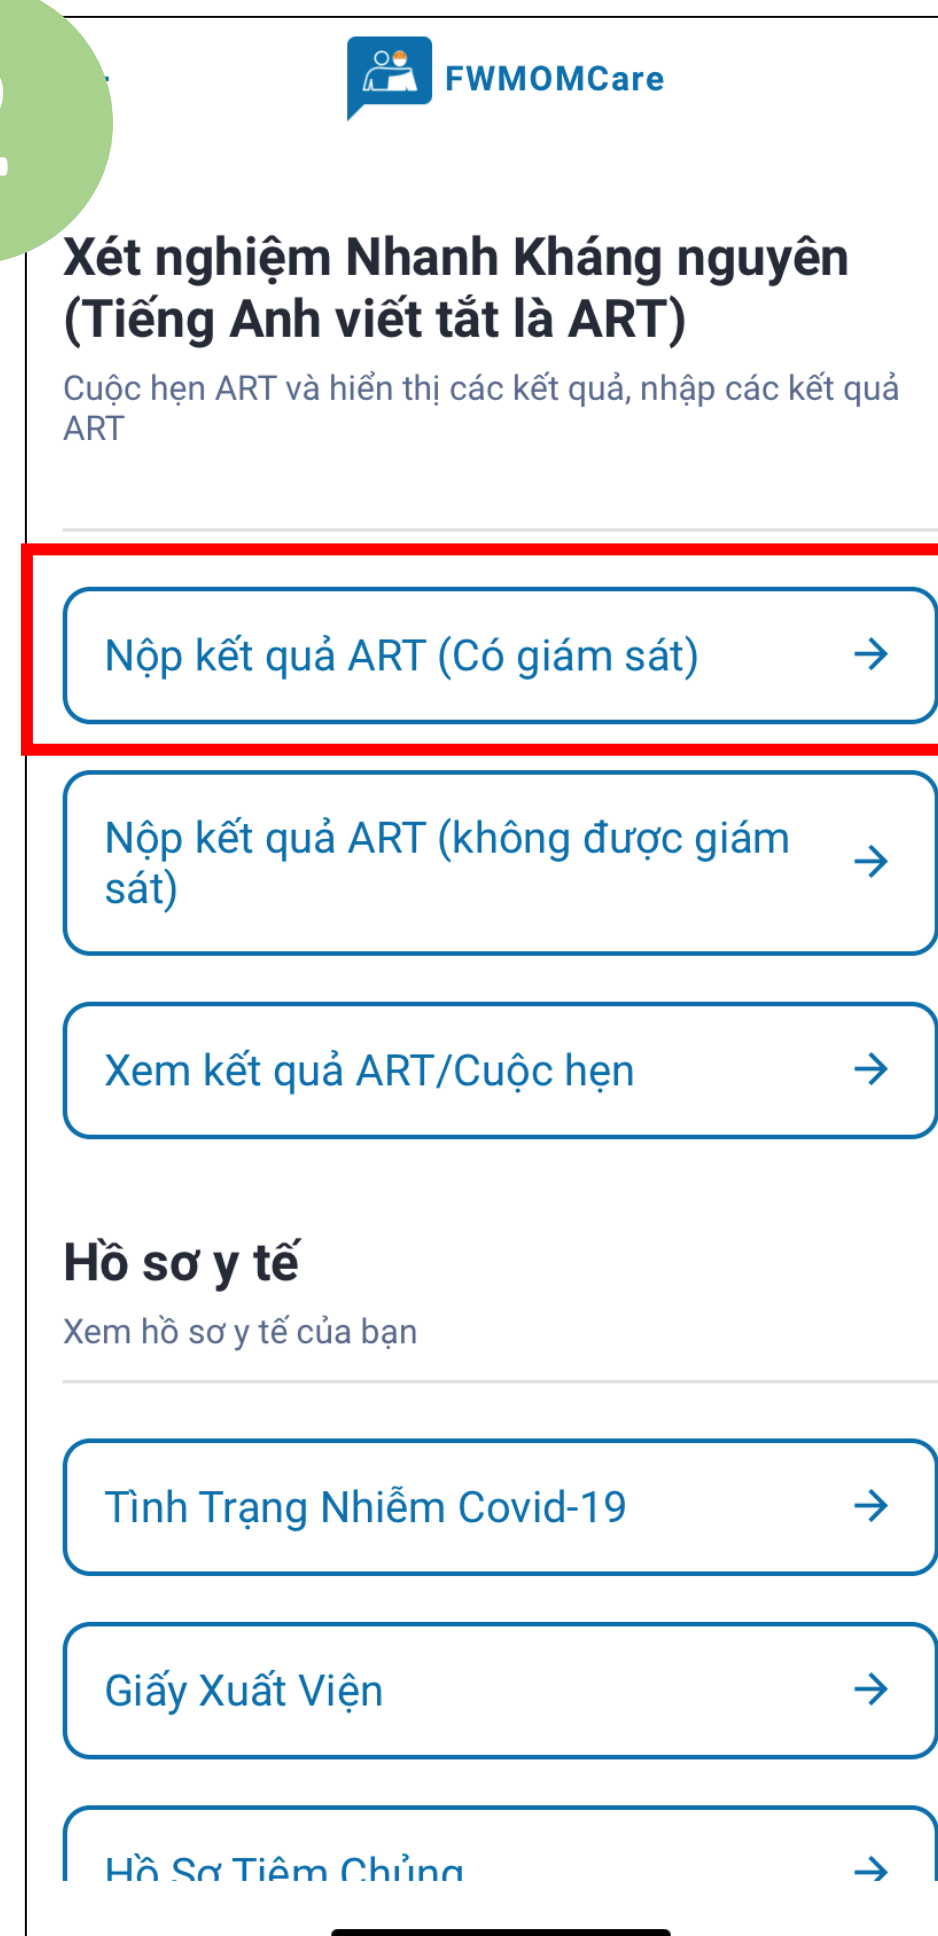 FWMOMCare
Xét nghiệm Nhanh Kháng nguyên
(Tiếng Anh viết tắt là ART)
Cuộc hẹn ART và hiển thị các kết quả, nhập các kết quả
ART
Nộp kết quả ART (Có giám sát)
Nộp kết quả ART (không được giám
sát)
Xem kết quả ART/Cuộc hẹn
Hồ sơ y tế
Xem hồ sơ y tế của bạn
Tình Trạng Nhiễm Covid-19
Giấy Xuất Viện
Hồ Sơ Tiêm Chủng